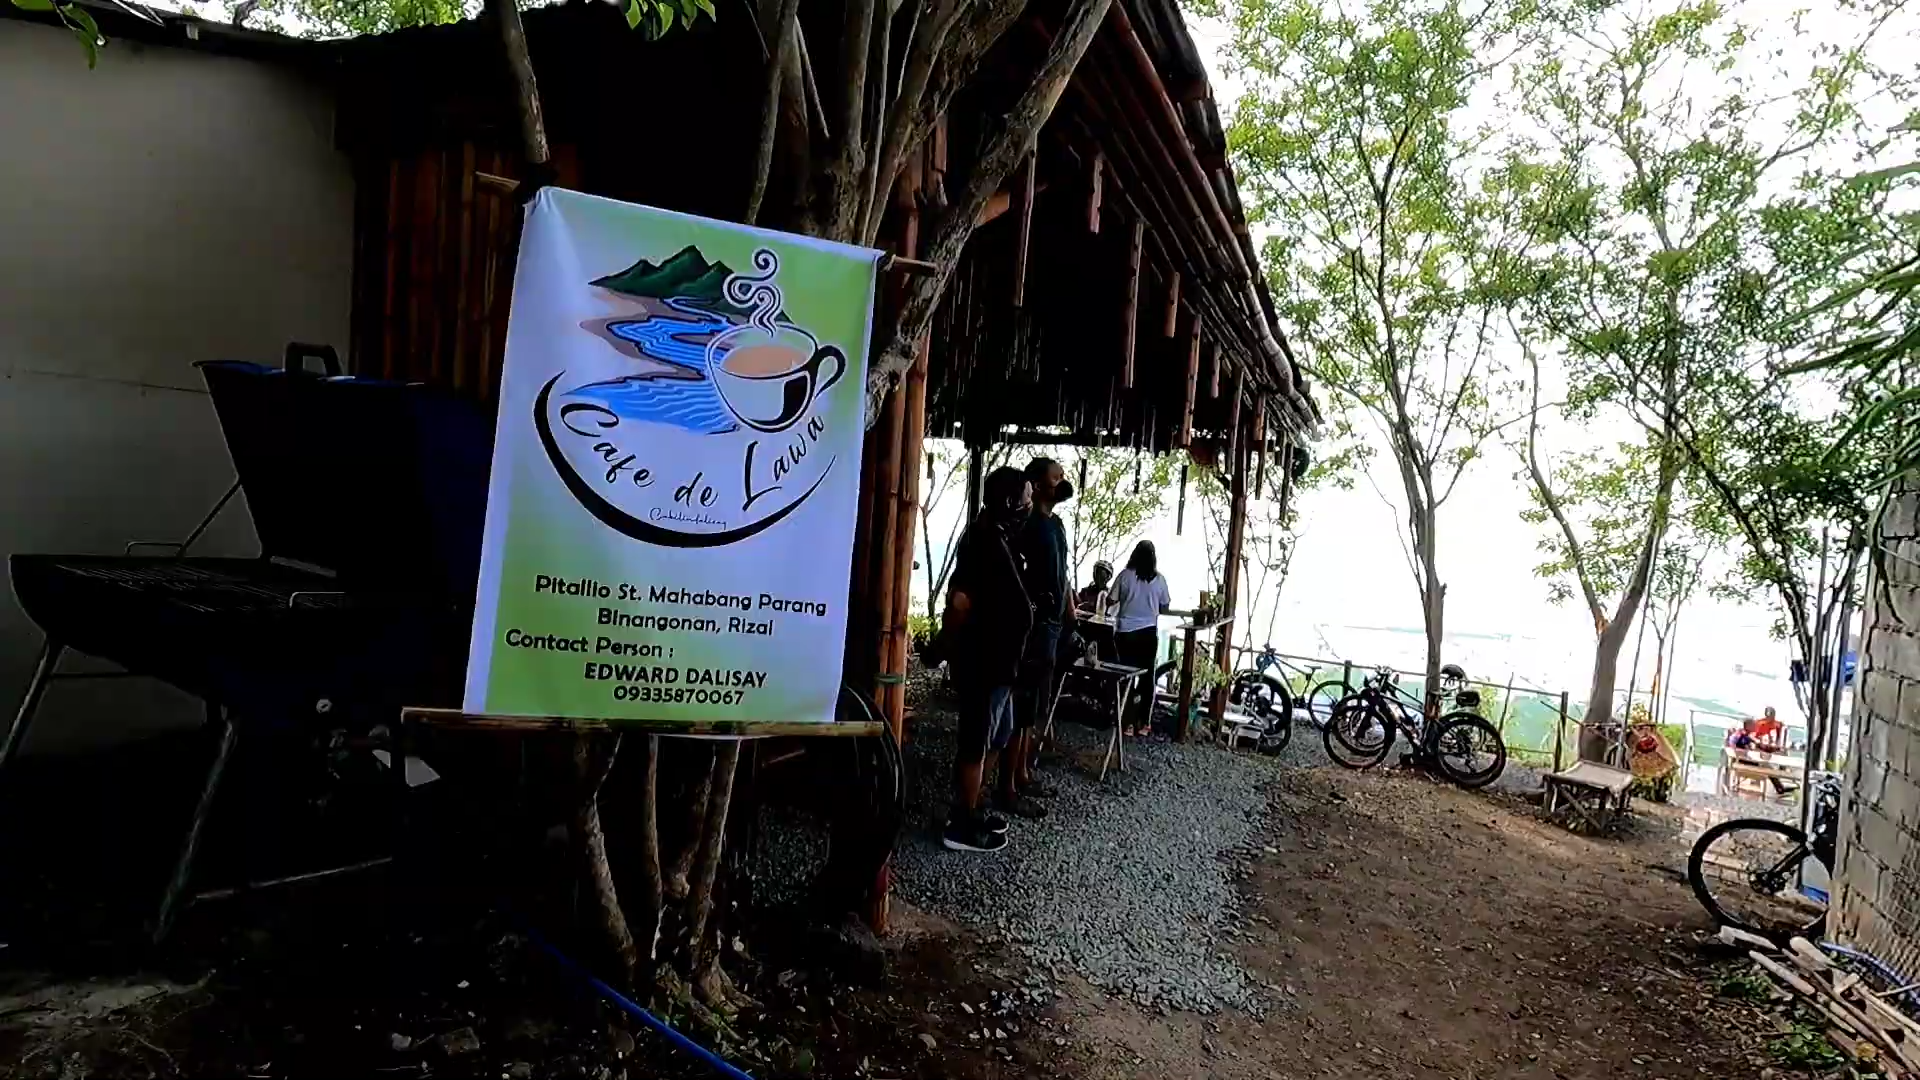 Cafe de Lawa
Pitallio St. Mahabang Parang
Binangonan, Rizal
Contact Person :
EDWARD DALISAY
09335870067